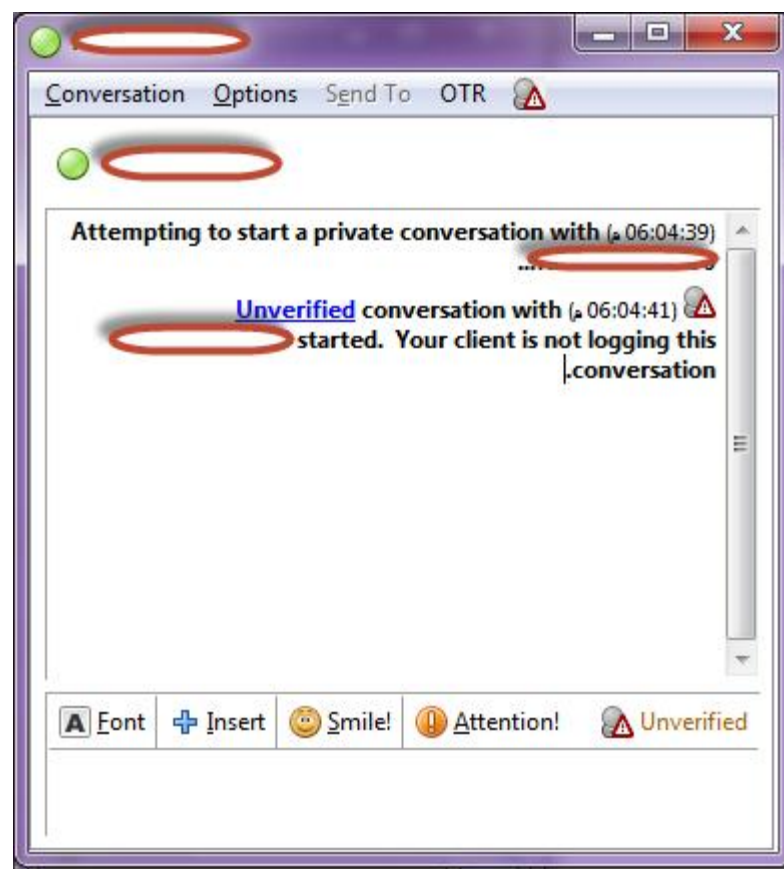 Conversation Options Send To OTR
Attempting to start a private conversation with (06:04:39 م)
...
Unverified conversation with (06:04:41 م)
started. Your client is not logging this
conversation.
Font Insert Smile! Attention! Unverified